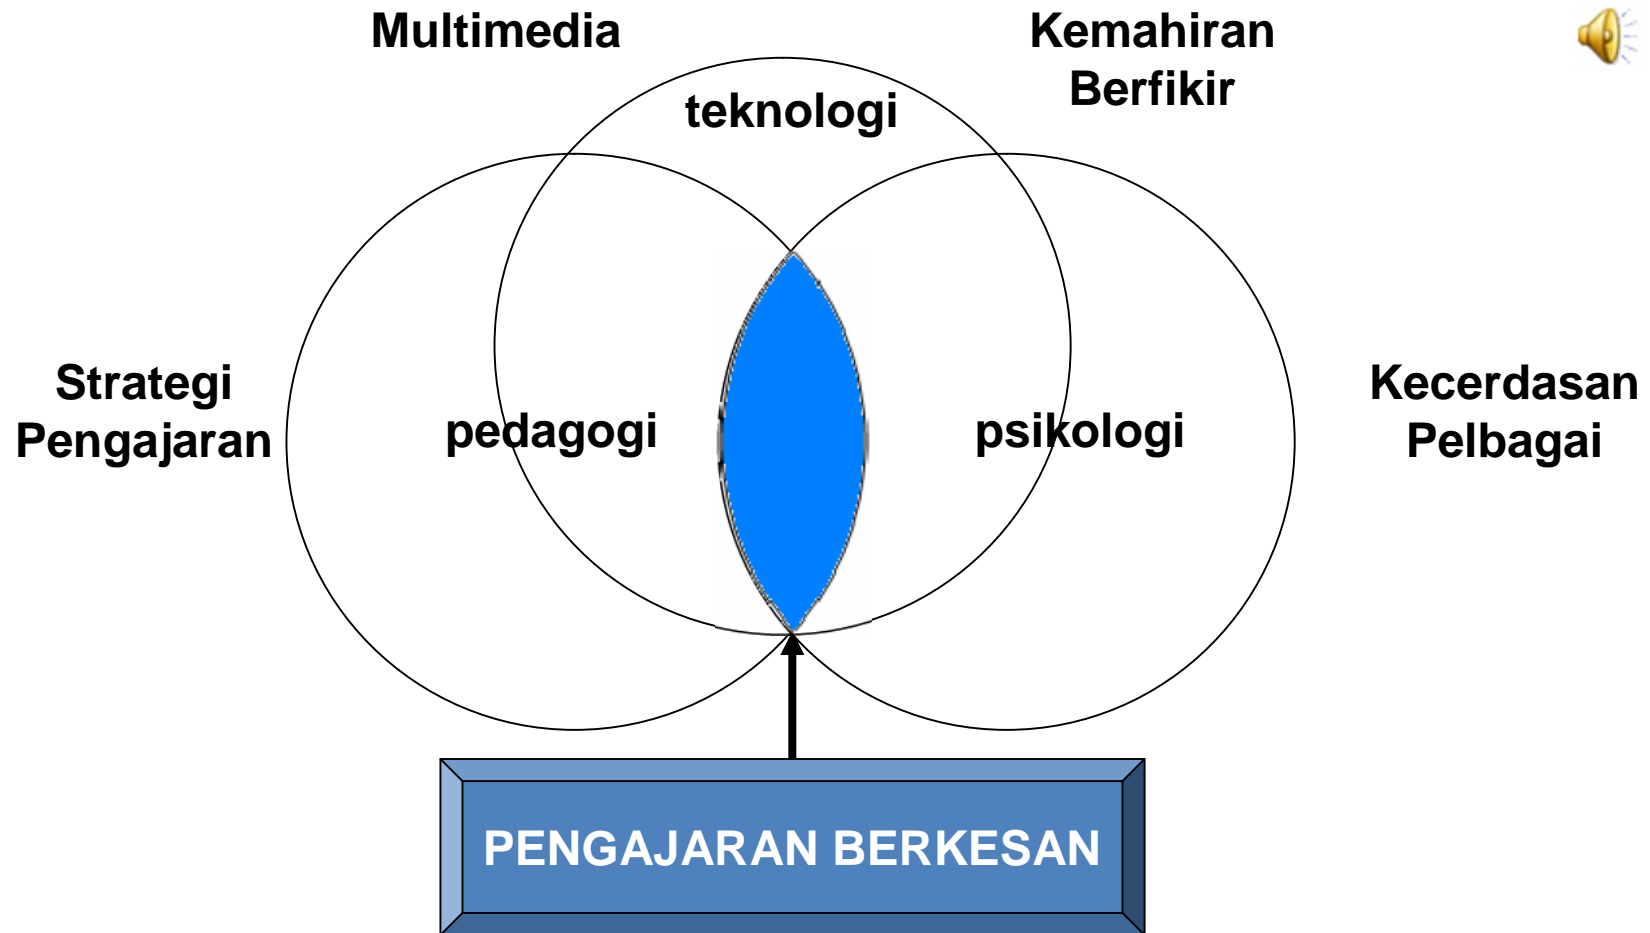 Multimedia
Kemahiran
Berfikir
teknologi
Strategi
Pengajaran
pedagogi
psikologi
Kecerdasan
Pelbagai
PENGAJARAN BERKESAN